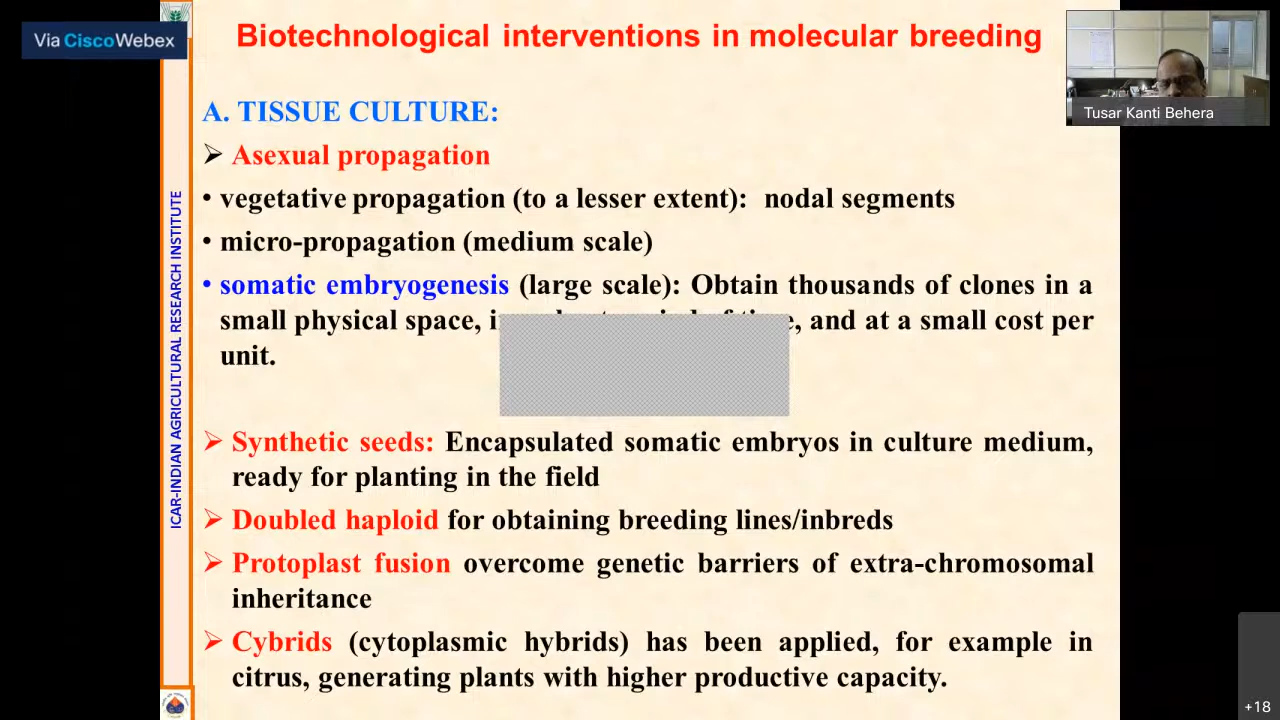 Via CiscoWebex
Biotechnological interventions in molecular breeding
Tusar Kanti Behera
A. TISSUE CULTURE:
➢ Asexual propagation
• vegetative propagation (to a lesser extent): nodal segments
• micro-propagation (medium scale)
• somatic embryogenesis (large scale): Obtain thousands of clones in a
small physical space, and at a small cost per
unit.
➢ Synthetic seeds: Encapsulated somatic embryos in culture medium,
ready for planting in the field
➢ Doubled haploid for obtaining breeding lines/inbreds
➢ Protoplast fusion overcome genetic barriers of extra-chromosomal
inheritance
➢ Cybrids (cytoplasmic hybrids) has been applied, for example in
citrus, generating plants with higher productive capacity.
ICAR-INDIAN AGRICULTURAL RESEARCH INSTITUTE
+18